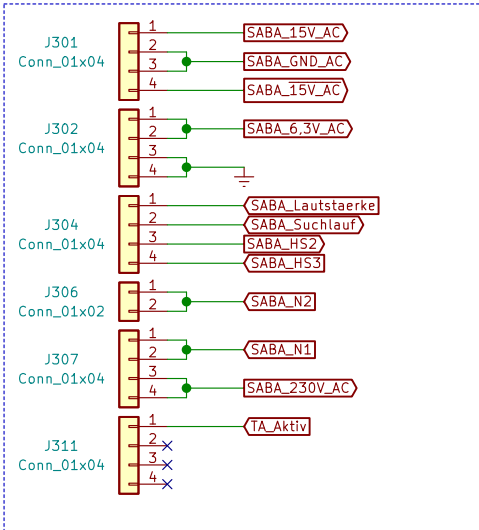 J301
Conn_01x04
1
2
3
4
SABA_15V_AC
SABA_GND_AC
SABA_15V_AC
J302
Conn_01x04
1
2
3
4
SABA_6,3V_AC
J304
Conn_01x04
1
2
3
4
SABA_Lautstaerke
SABA_Suchlauf
SABA_HS2
SABA_HS3
J306
Conn_01x02
1
2
SABA_N2
J307
Conn_01x04
1
2
3
4
SABA_N1
SABA_230V_AC
J311
Conn_01x04
1
2
3
4
TA_Aktiv